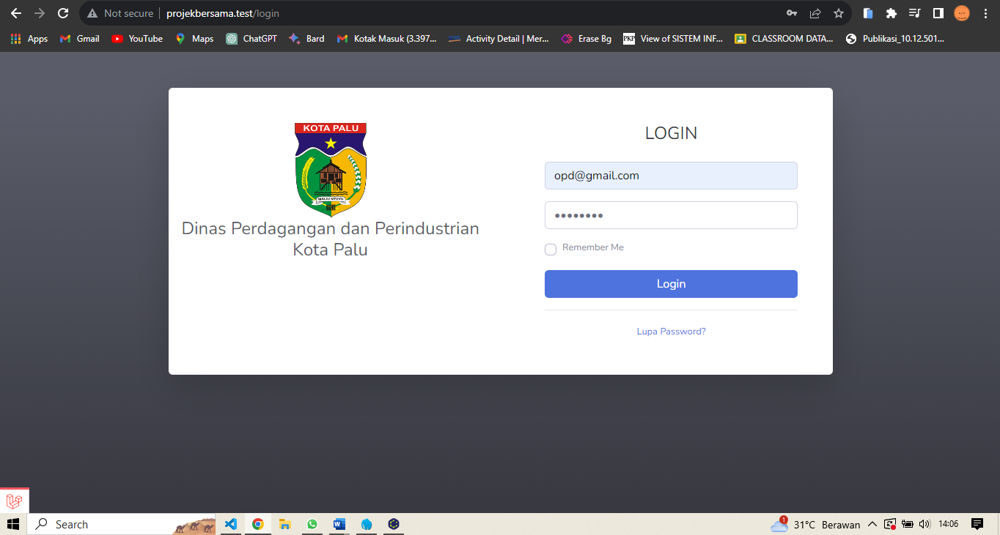 Not secure projekbersama.test/login
Apps Gmail YouTube Maps ChatGPT Bard Kotak Masuk (3.397... Activity Detail | Mer... Erase Bg PKP View of SISTEM INF... CLASSROOM DATA... Publikasi_10.12.501...
KOTA PALU
MALIU NTUVU
Dinas Perdagangan dan Perindustrian
Kota Palu
LOGIN
opd@gmail.com
••••••••
Remember Me
Login
Lupa Password?
Search
1
31°C Berawan
14:06